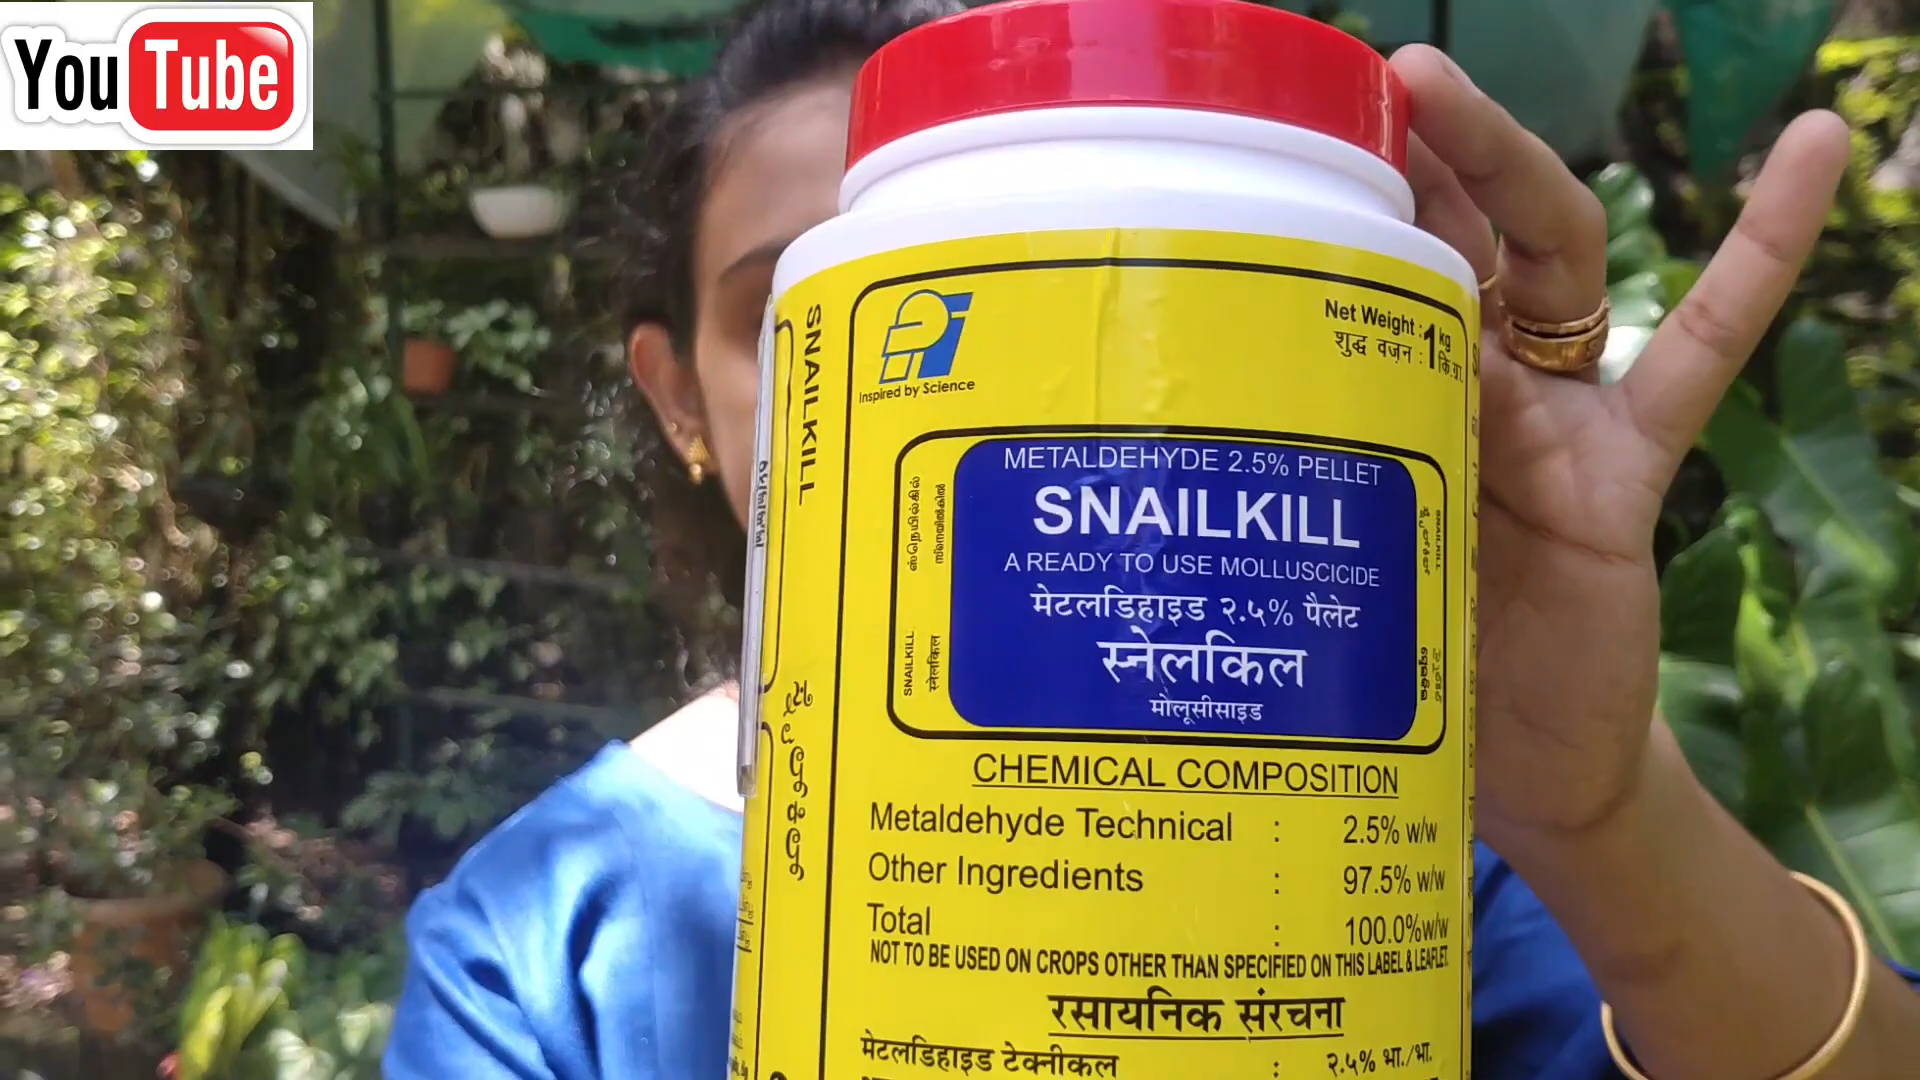 YouTube
Inspired by Science
Net Weight : 1 kg
शुद्ध वज़न : कि.ग्रा.
SNAILKILL
METALDEHYDE 2.5% PELLET
SNAILKILL
A READY TO USE MOLLUSCICIDE
मेटलडिहाइड २.५% पैलेट
स्नेलकिल
मौलूसीसाइड
SNAILKILL
स्नेलकिल
SNAILKILL
CHEMICAL COMPOSITION
Metaldehyde Technical : 2.5% w/w
Other Ingredients : 97.5% w/w
Total : 100.0%w/w
NOT TO BE USED ON CROPS OTHER THAN SPECIFIED ON THIS LABEL & LEAFLET
रसायनिक संरचना
मेटलडिहाइड टेक्नीकल : २.५% भा./भा.